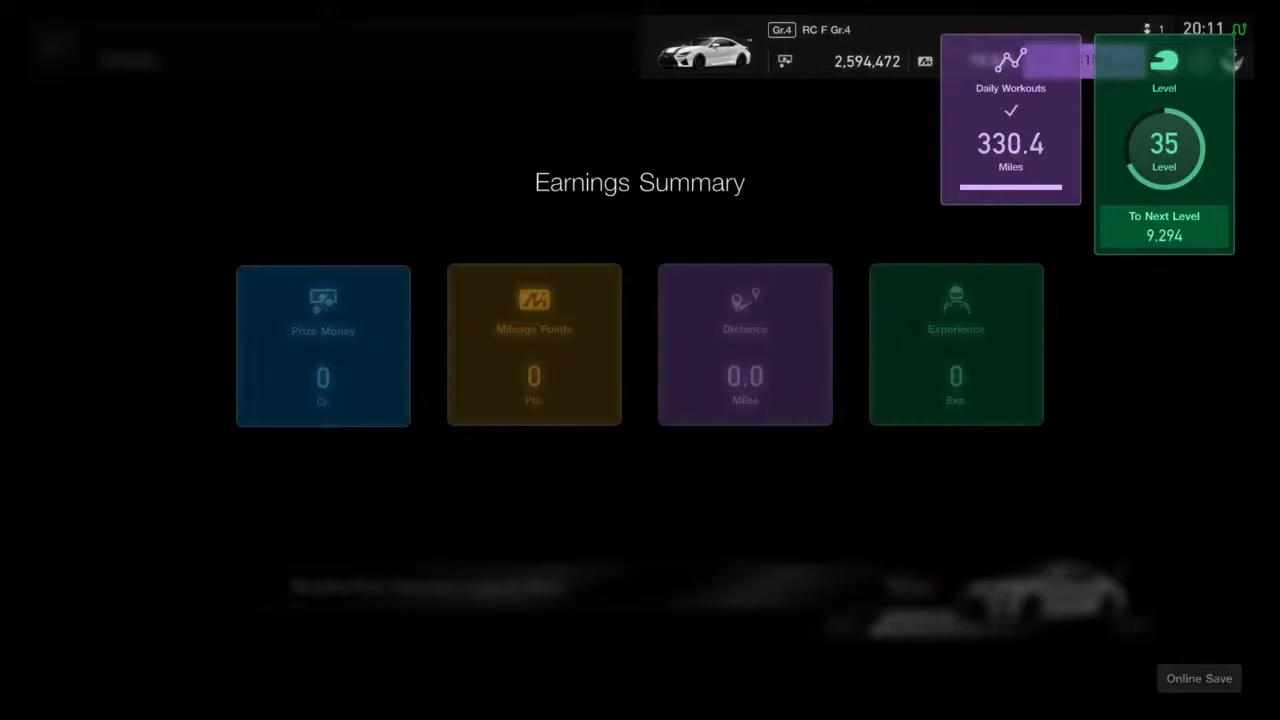 Gr.4 RC F Gr.4
1 20:11
2,594,472
Daily Workouts
330.4
Miles
Level
35
Level
To Next Level
9,294
Earnings Summary
Prize Money
0
Cr.
Mileage Points
0
Pts.
Distance
0.0
Miles
Experience
0
Exp.
Online Save